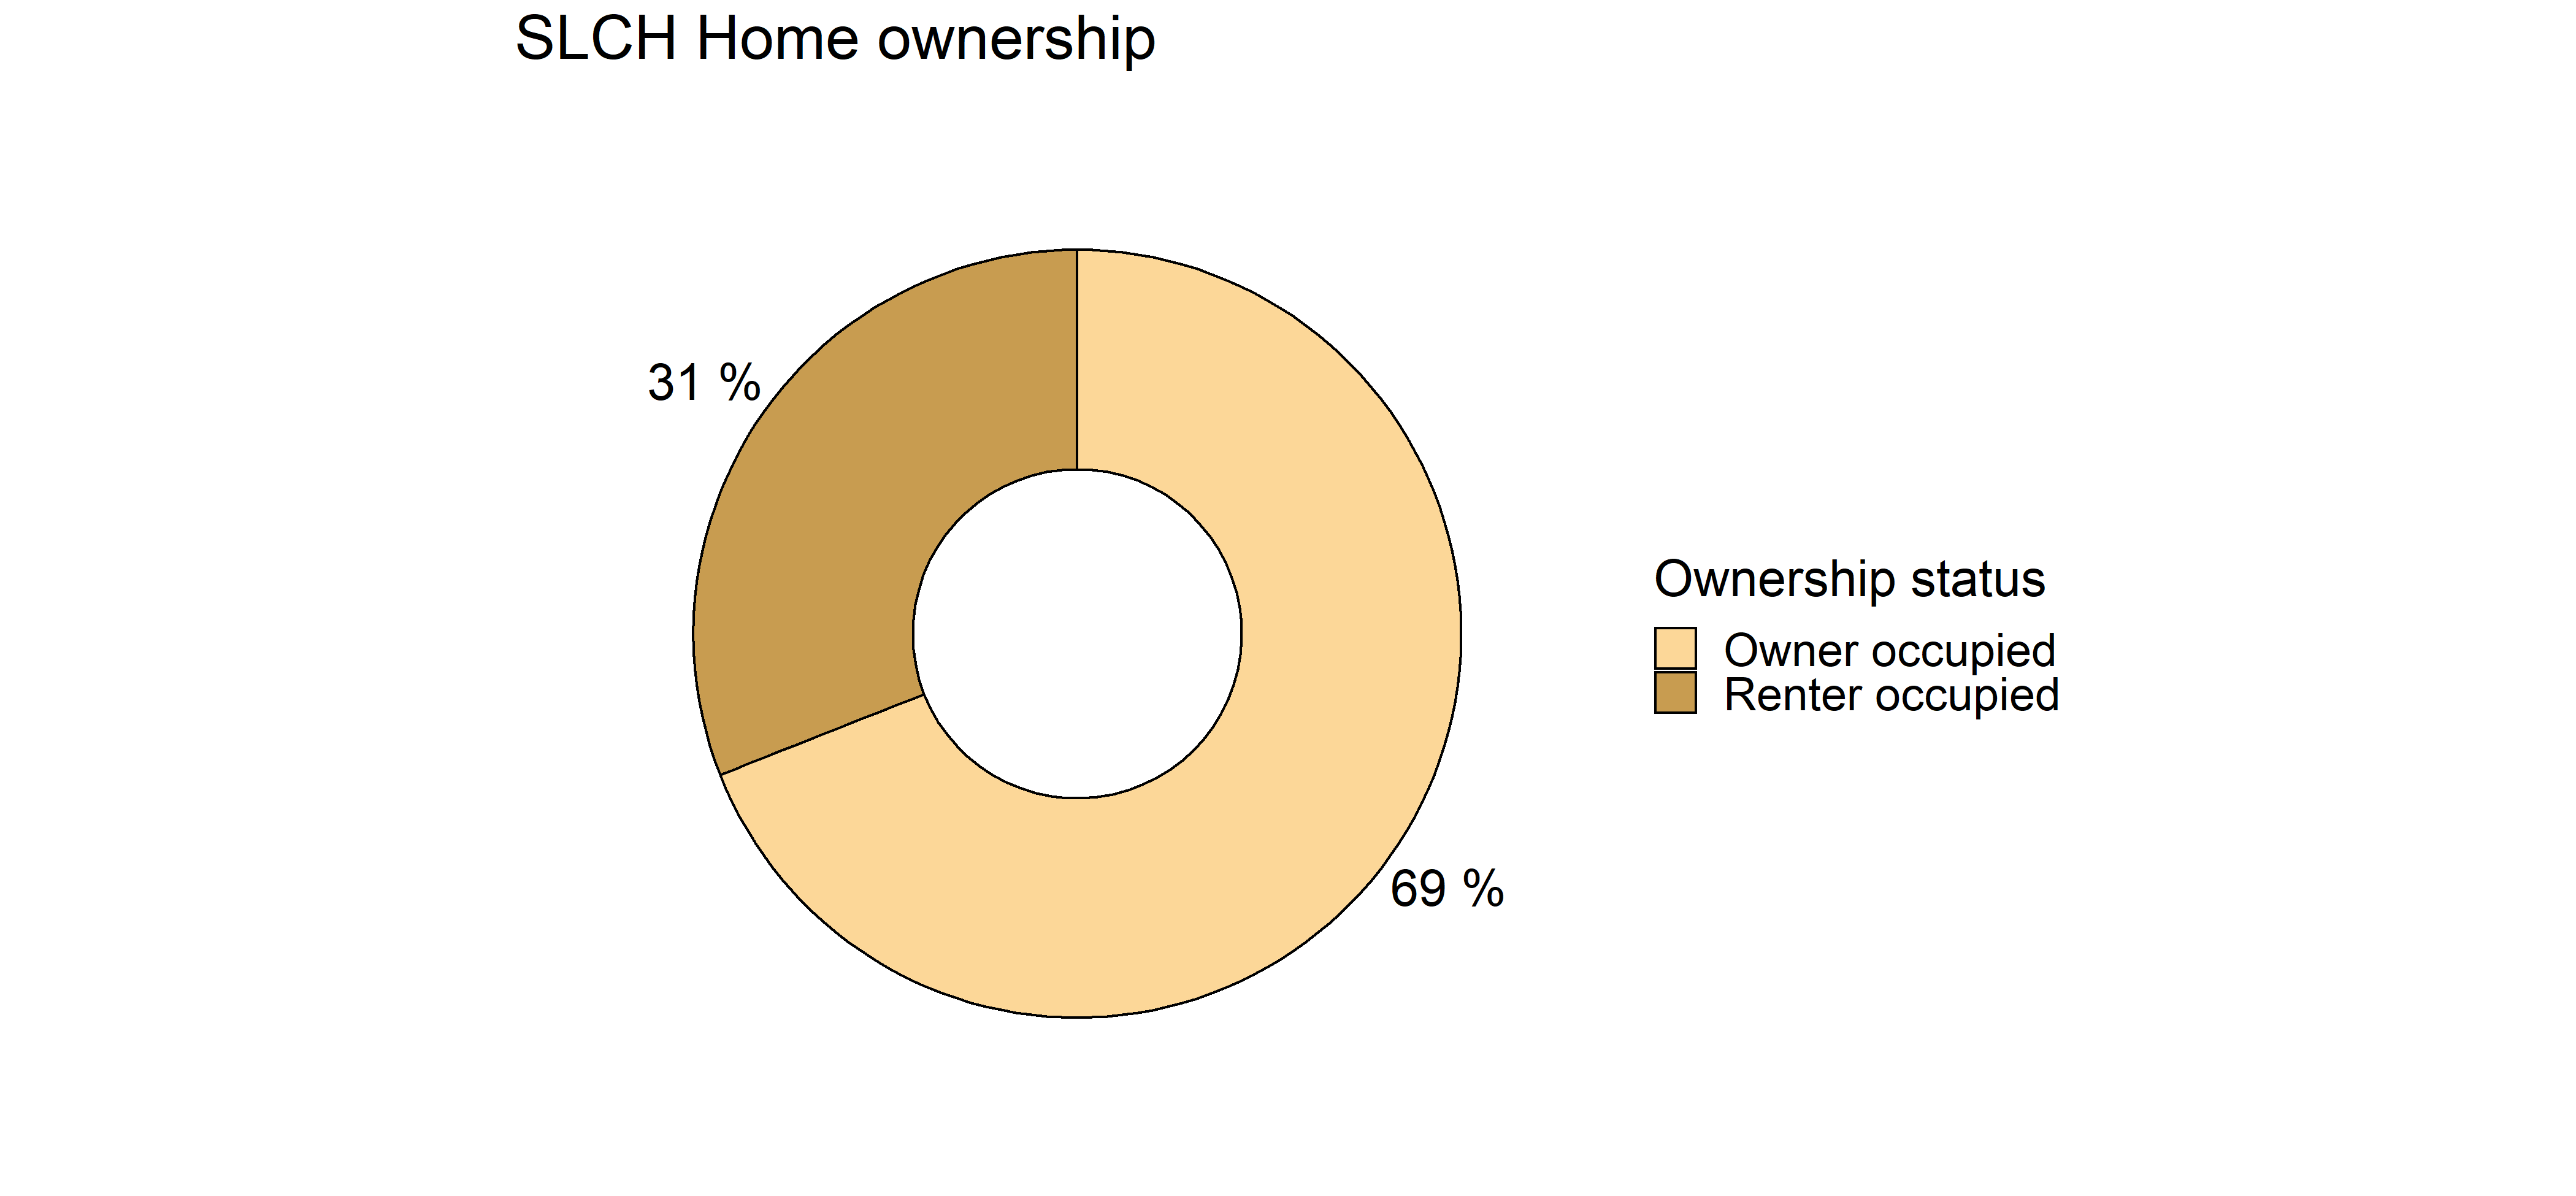 SLCH Home ownership
31 %
69 %
Ownership status
Owner occupied
Renter occupied